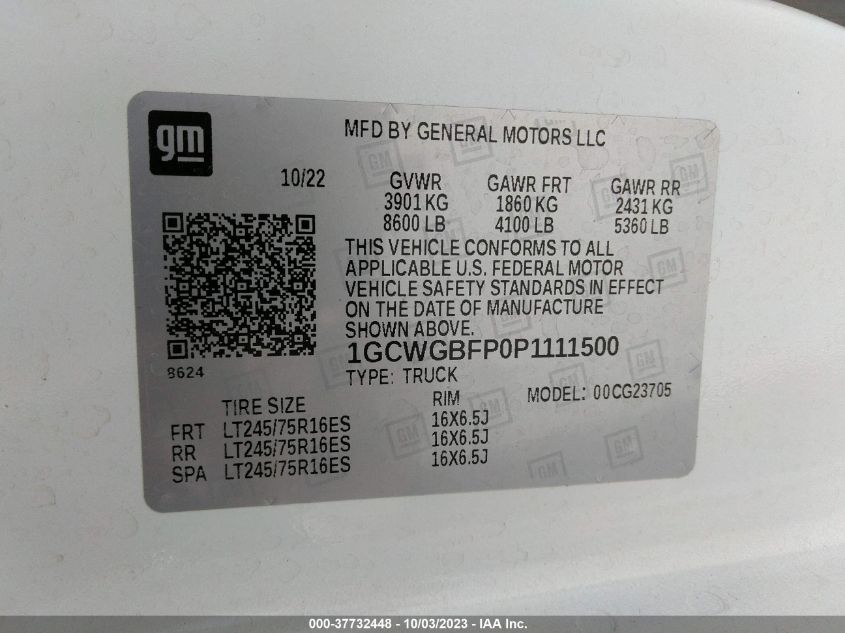 gm
MFD BY GENERAL MOTORS LLC
10/22
GVWR GAWR FRT GAWR RR
3901 KG 1860 KG 2431 KG
8600 LB 4100 LB 5360 LB
THIS VEHICLE CONFORMS TO ALL
APPLICABLE U.S. FEDERAL MOTOR
VEHICLE SAFETY STANDARDS IN EFFECT
ON THE DATE OF MANUFACTURE
SHOWN ABOVE.
1GCWGBFP0P1111500
8624
TYPE: TRUCK
MODEL: 00CG23705
TIRE SIZE RIM
FRT LT245/75R16ES 16X6.5J
RR LT245/75R16ES 16X6.5J
SPA LT245/75R16ES 16X6.5J
000-37732448 - 10/03/2023 - IAA Inc.